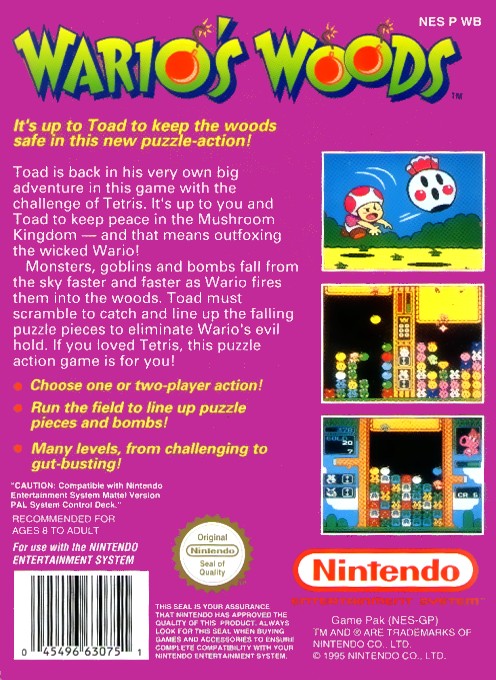 NES P WB
WARIO'S WOODS
TM
It's up to Toad to keep the woods
safe in this new puzzle-action!
Toad is back in his very own big
adventure in this game with the
challenge of Tetris. It's up to you and
Toad to keep peace in the Mushroom
Kingdom — and that means outfoxing
the wicked Wario!
Monsters, goblins and bombs fall from
the sky faster and faster as Wario fires
them into the woods. Toad must
scramble to catch and line up the falling
puzzle pieces to eliminate Wario's evil
hold. If you loved Tetris, this puzzle
action game is for you!
• Choose one or two-player action!
• Run the field to line up puzzle
pieces and bombs!
• Many levels, from challenging to
gut-busting!
"CAUTION: Compatible with Nintendo
Entertainment System Mattel Version
PAL System Control Deck."
RECOMMENDED FOR
AGES 8 TO ADULT
For use with the NINTENDO
ENTERTAINMENT SYSTEM
0 45496 63075 1
Original
Nintendo
Seal of
Quality
THIS SEAL IS YOUR ASSURANCE
THAT NINTENDO HAS APPROVED THE
QUALITY OF THIS PRODUCT. ALWAYS
LOOK FOR THIS SEAL WHEN BUYING
GAMES AND ACCESSORIES TO ENSURE
COMPLETE COMPATIBILITY WITH YOUR
NINTENDO ENTERTAINMENT SYSTEM.
Nintendo
ENTERTAINMENT SYSTEM™
Game Pak (NES-GP)
TM AND ® ARE TRADEMARKS OF
NINTENDO CO., LTD.
© 1995 NINTENDO CO., LTD.